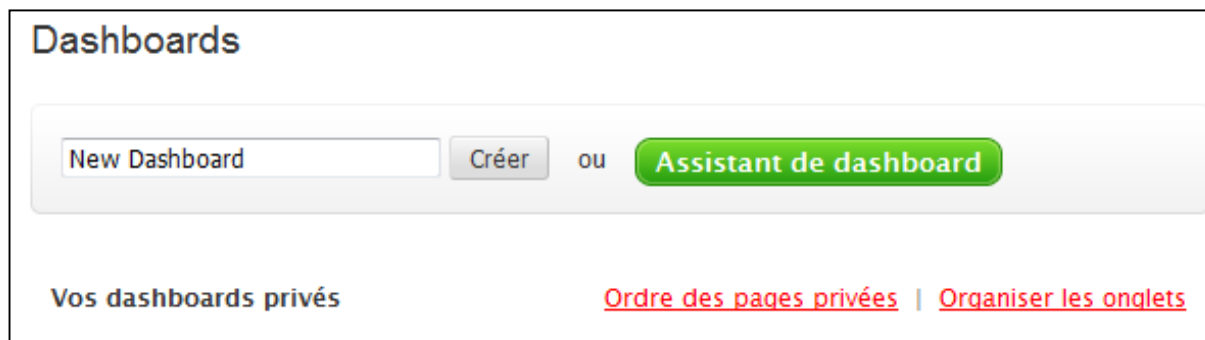 Dashboards
New Dashboard Créer ou Assistant de dashboard
Vos dashboards privés Ordre des pages privées | Organiser les onglets